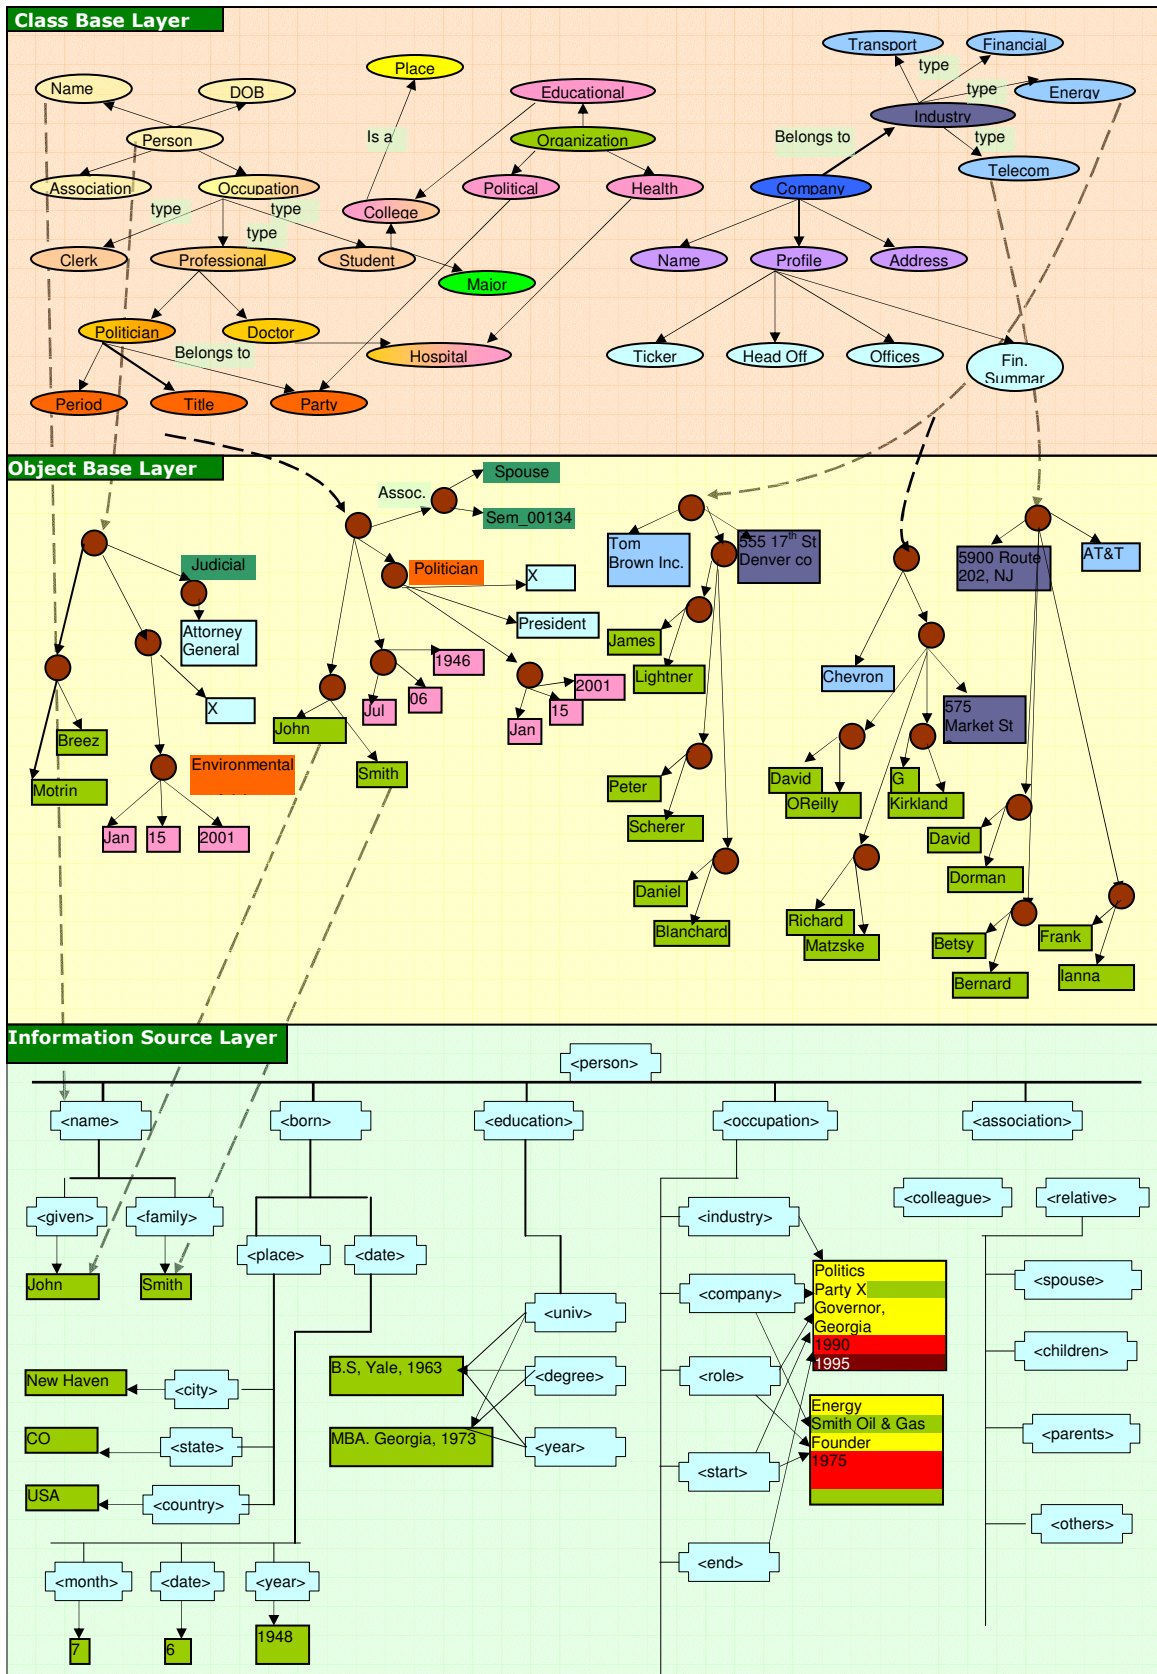 Class Base Layer
Transport
Financial
type
Place
Name
DOB
Educational
type
Energy
Industry
Person
Is a
Organization
Belongs to
type
Telecom
Association
Occupation
Political
Health
Company
type
type
College
type
Clerk
Professional
Student
Name
Profile
Address
Major
Politician
Doctor
Belongs to
Hospital
Ticker
Head Off
Offices
Fin.
Summar
Period
Title
Party
Object Base Layer
Spouse
Assoc.
Sem_00134
Judicial
Politician
X
Attorney
General
President
X
1946
2001
Jul
06
15
Jan
John
Smith
Breez
Motrin
Environmental
Jan
15
2001
Tom
Brown Inc.
555 17th St
Denver co
James
Lightner
Peter
Scherer
Daniel
Blanchard
5900 Route
202, NJ
AT&T
Chevron
575
Market St
David
OReilly
G
Kirkland
David
Dorman
Richard
Matzske
Betsy
Bernard
Frank
Ianna
Information Source Layer
<person>
<name>
<born>
<education>
<occupation>
<association>
<given>
<family>
<place>
<date>
<industry>
<colleague>
<relative>
John
Smith
<univ>
<company>
Politics
Party X
Governor,
Georgia
1990
1995
<spouse>
<children>
New Haven
<city>
B.S, Yale, 1963
<degree>
<role>
CO
<state>
MBA. Georgia, 1973
<year>
Energy
Smith Oil & Gas
Founder
1975
<parents>
USA
<country>
<start>
<others>
<month>
<date>
<year>
<end>
7
6
1948